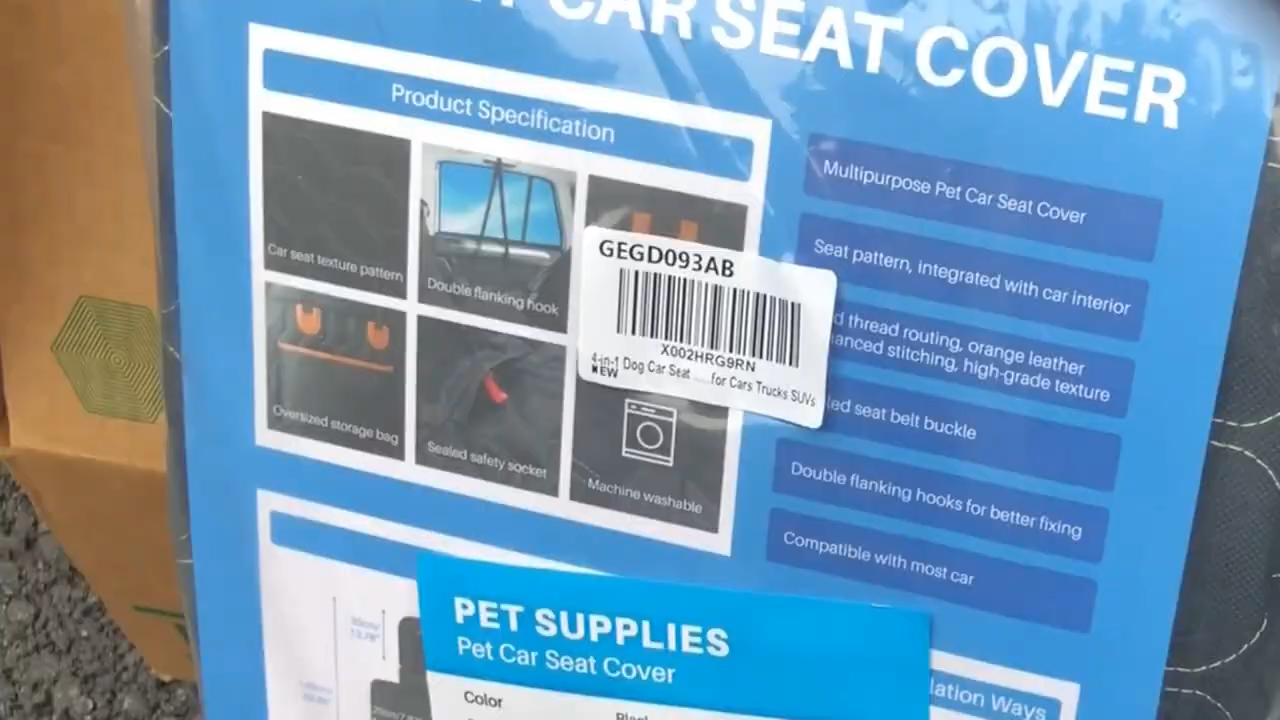 CAR SEAT COVER
Product Specification
Car seat texture pattern
Double flanking hook
Oversized storage bag
Sealed safety socket
Machine washable
GEGD093AB
X002HRG9RN
4-in-1 Dog Car Seat ... for Cars Trucks SUVs
NEW
Multipurpose Pet Car Seat Cover
Seat pattern, integrated with car interior
thread routing, orange leather
stitching, high-grade texture
seat belt buckle
Double flanking hooks for better fixing
Compatible with most car
PET SUPPLIES
Pet Car Seat Cover
Color
Ways